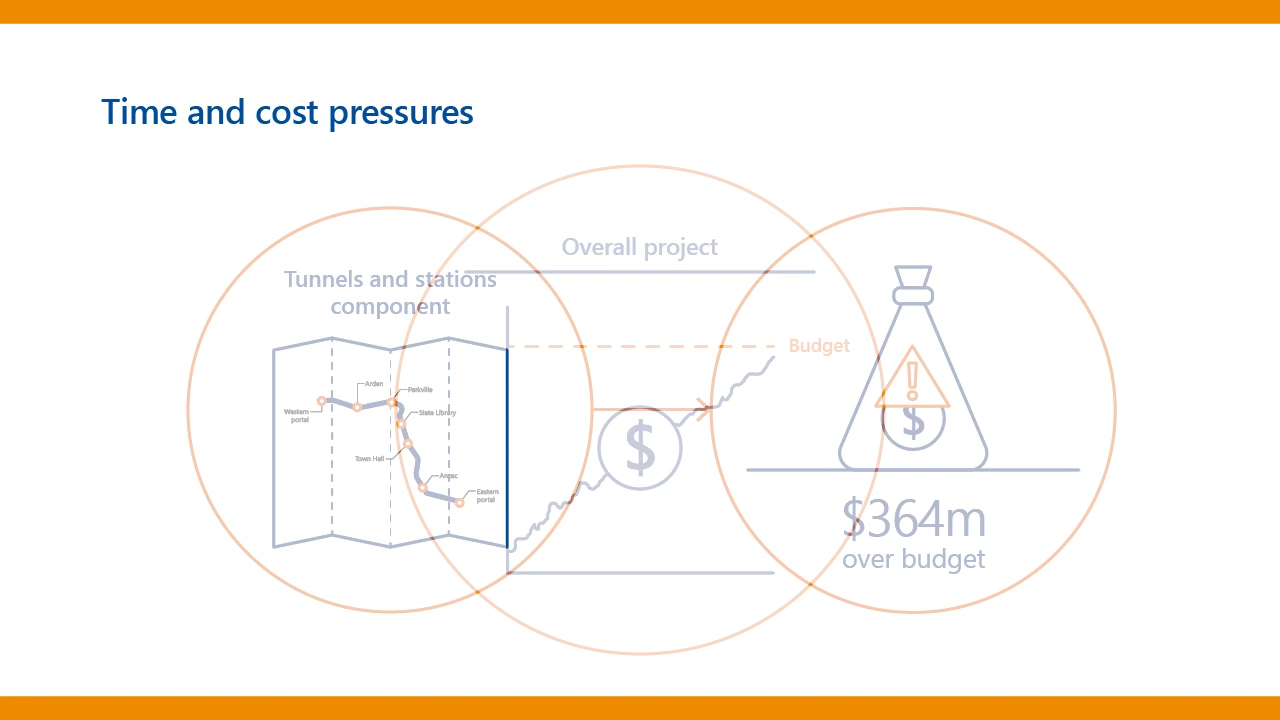 Time and cost pressures
Overall project
Tunnels and stations
component
Budget
Arden
Parkville
Western
portal
State Library
Town Hall
Anzac
Eastern
portal
$
$
$364m
over budget